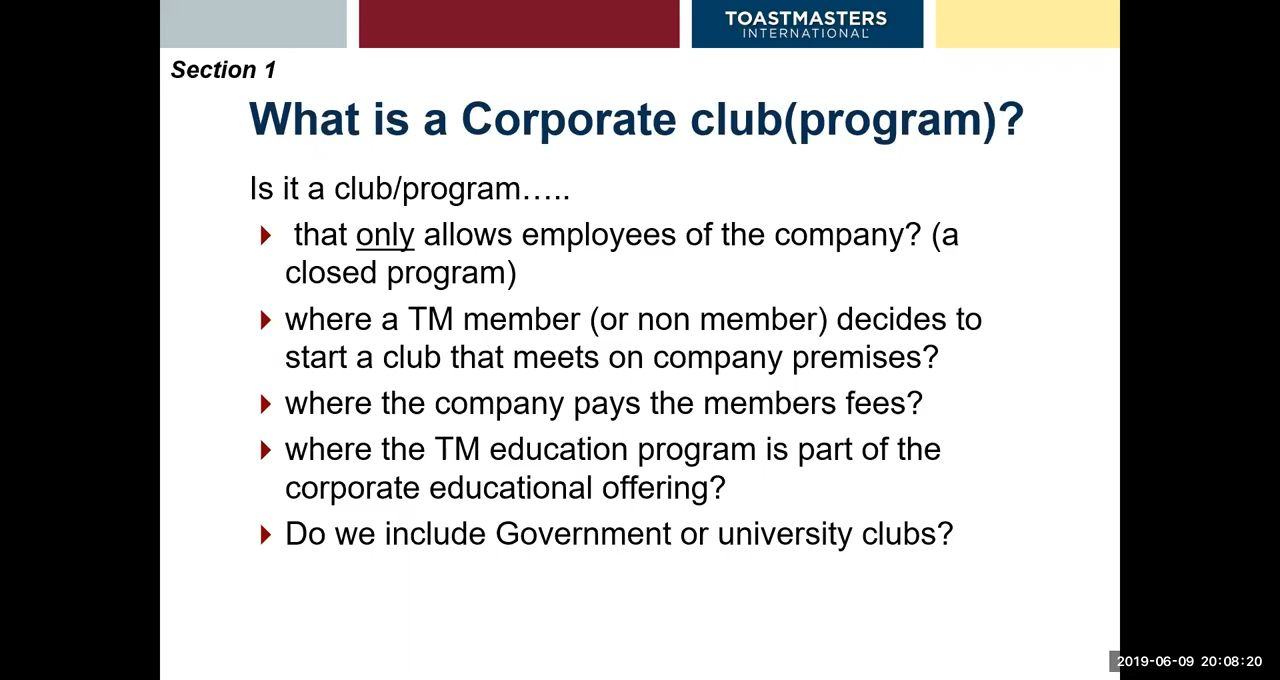 TOASTMASTERS
INTERNATIONAL
Section 1
What is a Corporate club(program)?
Is it a club/program…..
that only allows employees of the company? (a
closed program)
where a TM member (or non member) decides to
start a club that meets on company premises?
where the company pays the members fees?
where the TM education program is part of the
corporate educational offering?
Do we include Government or university clubs?
2019-06-09 20:08:20